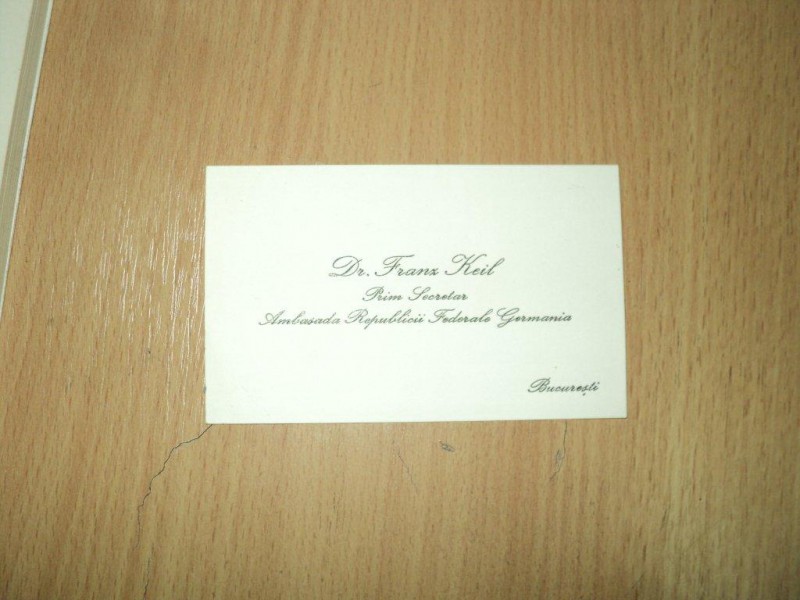 Dr. Franz Keil
Prim Secretar
Ambasada Republicii Federale Germania
București